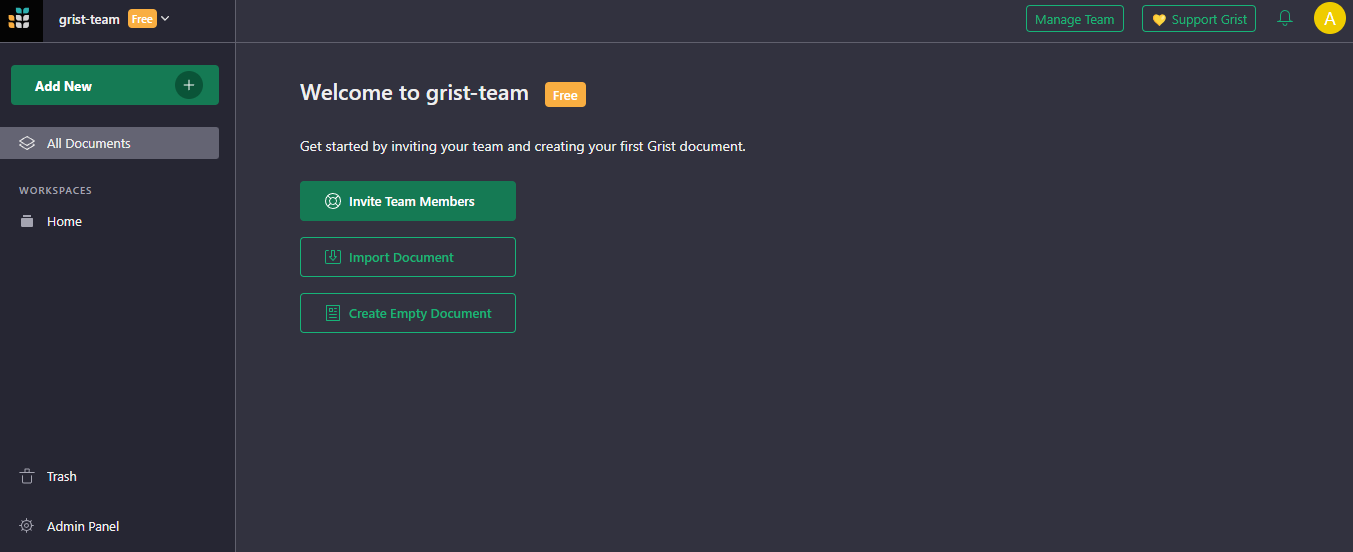 grist-team Free
Manage Team
Support Grist
A
Add New
All Documents
WORKSPACES
Home
Trash
Admin Panel
Welcome to grist-team Free
Get started by inviting your team and creating your first Grist document.
Invite Team Members
Import Document
Create Empty Document